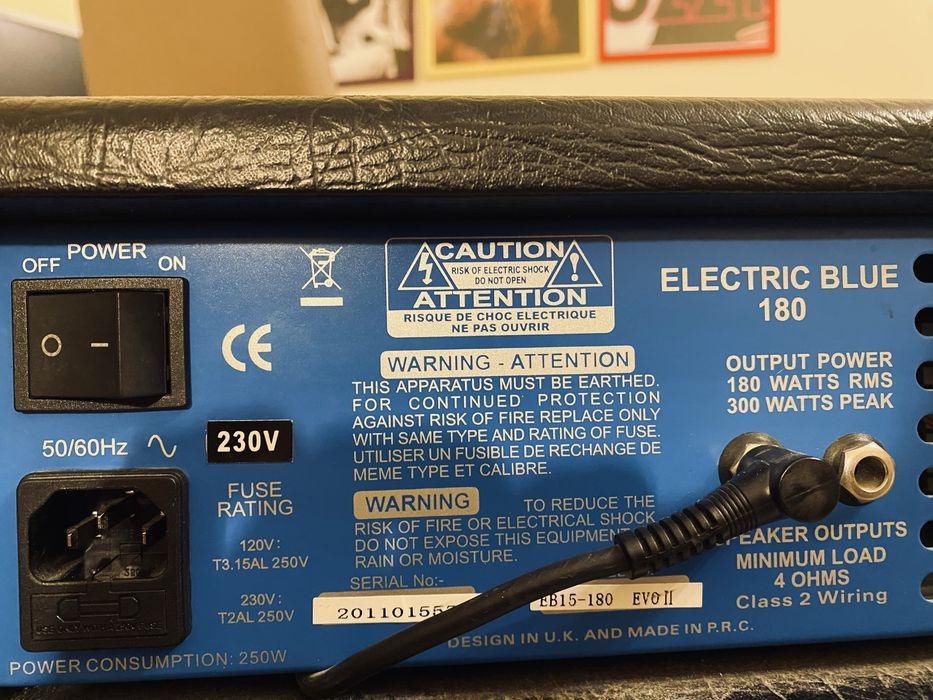 POWER
OFF
ON
50/60Hz
230V
FUSE
RATING
120V:
T3.15AL 250V
230V:
T2AL 250V
POWER CONSUMPTION: 250W
CE
CAUTION
RISK OF ELECTRIC SHOCK
DO NOT OPEN
ATTENTION
RISQUE DE CHOC ELECTRIQUE
NE PAS OUVRIR
WARNING - ATTENTION
THIS APPARATUS MUST BE EARTHED.
FOR CONTINUED PROTECTION
AGAINST RISK OF FIRE REPLACE ONLY
WITH SAME TYPE AND RATING OF FUSE.
UTILISER UN FUSIBLE DE RECHANGE DE
MEME TYPE ET CALIBRE.
WARNING TO REDUCE THE
RISK OF FIRE OR ELECTRICAL SHOCK
DO NOT EXPOSE THIS EQUIPMENT
RAIN OR MOISTURE.
SERIAL No:-
EB15-180 EVO II
DESIGN IN U.K. AND MADE IN P.R.C.
ELECTRIC BLUE
180
OUTPUT POWER
180 WATTS RMS
300 WATTS PEAK
OUTPUTS
MINIMUM LOAD
4 OHMS
Class 2 Wiring